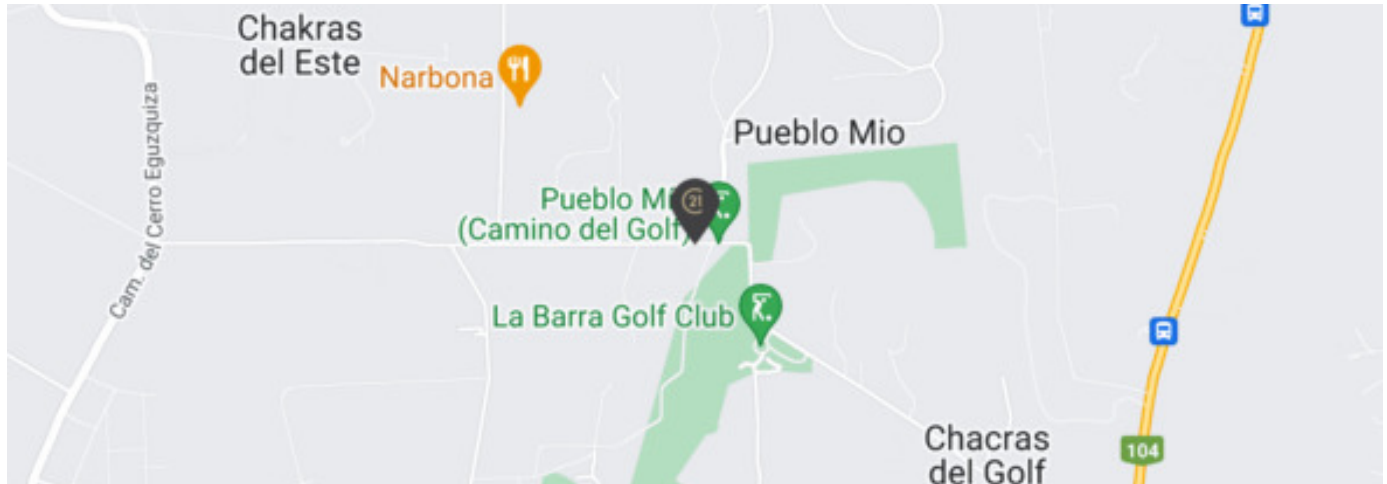 Chakras
del Este
Narbona
Cam. del Cerro Eguzquiza
Pueblo Mio
Pueblo
(Camino del Golf)
21
La Barra Golf Club
Chacras
del Golf
104